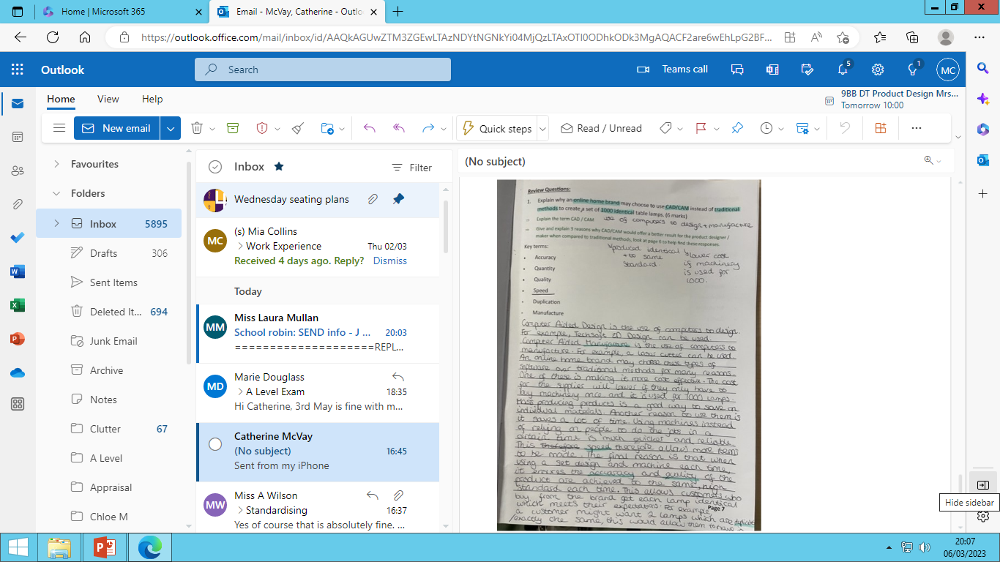 Home | Microsoft 365
Email - McVay, Catherine - Outlo
https://outlook.office.com/mail/inbox/id/AAQkAGUwZTM3ZGEwLTAzNDYtNGNkYi04MjQzLTAxOTI0ODhkODk3MgAQACF2are6wEhLpG2BF...
Outlook
Search
Teams call
5
1
MC
Home
View
Help
9BB DT Product Design Mrs...
Tomorrow 10:00
New email
Quick steps
Read / Unread
Favourites
Folders
Inbox 5895
Drafts 306
Sent Items
Deleted It... 694
Junk Email
Archive
Notes
Clutter 67
A Level
Appraisal
Chloe M
Inbox
Filter
Wednesday seating plans
MC
(s) Mia Collins
Work Experience Thu 02/03
Received 4 days ago. Reply? Dismiss
Today
MM
Miss Laura Mullan
School robin: SEND info - J ... 20:03
=====================REPL...
MD
Marie Douglass
A Level Exam 18:35
Hi Catherine, 3rd May is fine with m...
Catherine McVay
(No subject) 16:45
Sent from my iPhone
MW
Miss A Wilson
Standardising 16:37
Yes of course that is absolutely fine. ...
(No subject)
Review Questions:
1. Explain why an online home brand may choose to use CAD/CAM instead of traditional
methods to create a set of 1000 identical table lamps. (6 marks)
Explain the term CAD / CAM use of computers to design + manufacture
Give and explain 3 reasons why CAD/CAM would offer a better result for the product designer /
maker when compared to traditional methods, look at page 6 to help find these responses.
Key terms:
produced identical
+ to same
standard
lower cost
if machinery
is used for
1000.
Accuracy
Quantity
Quality
Speed
Duplication
Manufacture
Computer Aided Design is the use of computers to design.
For example, Techsoft 2D Design can be used.
Computer Aided Manufacture is the use of computers to
manufacture. For example a laser cutter can be used.
An online home brand may choose these types of
software over traditional methods for many reasons.
One of these is making it more cost effective. The cost
for the supplier will lower if they only have to
buy machinery once and it is used for 1000 lamps.
Mass producing products is a good way to save on
individual materials. Another reason to use them is
it saves a lot of time. Using machines instead
of relying on people to do the jobs in a
certain time is much quicker and reliable.
This therefore speed therefore allows more items
to be made. The final reason is that when
using a set design and machine each time,
it ensures the accuracy and quality of the
product are achieved to the same, high
standard each time. This allows customers who
buy from the brand get each lamp identical
which meets their expectations. For example,
Page 7
a customer might want 2 lamps which are duplicates
/exactly the same, this would allow them to have
Hide sidebar
20:07
06/03/2023